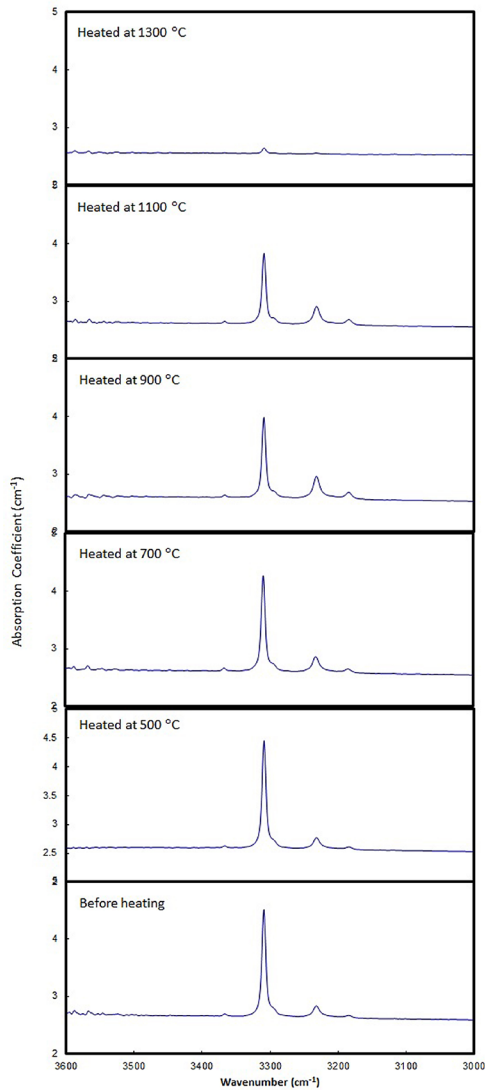 5
Heated at 1300 °C
4
3
Heated at 1100 °C
4
3
Heated at 900 °C
4
3
Absorption Coefficient (cm⁻¹)
Heated at 700 °C
4
3
Heated at 500 °C
4.5
4
3.5
3
2.5
Before heating
4
3
2
3600 3500 3400 3300 3200 3100 3000
Wavenumber (cm⁻¹)